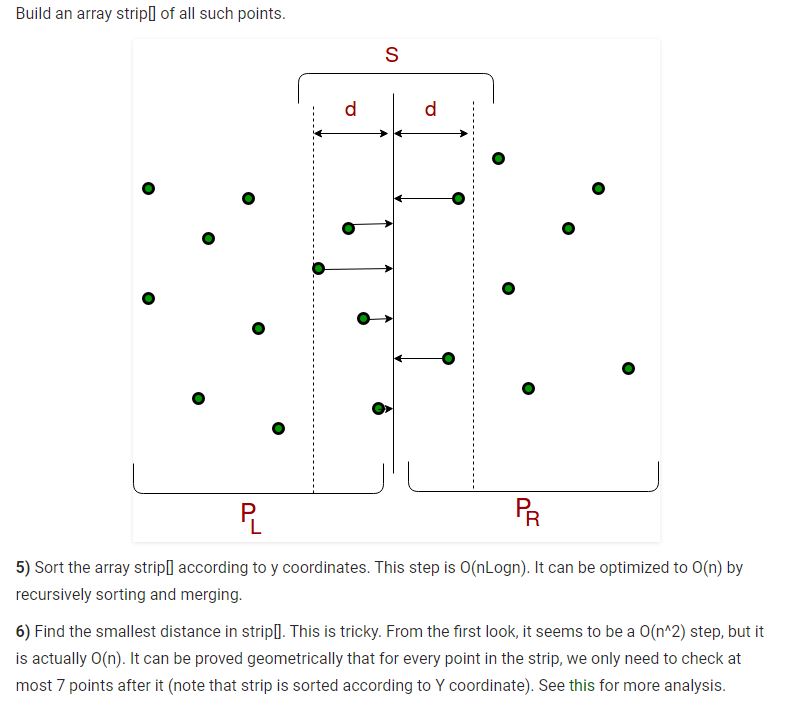 Build an array strip[] of all such points.
S
d d
PL
PR
5) Sort the array strip[] according to y coordinates. This step is O(nLogn). It can be optimized to O(n) by
recursively sorting and merging.
6) Find the smallest distance in strip[]. This is tricky. From the first look, it seems to be a O(n^2) step, but it
is actually O(n). It can be proved geometrically that for every point in the strip, we only need to check at
most 7 points after it (note that strip is sorted according to Y coordinate). See this for more analysis.